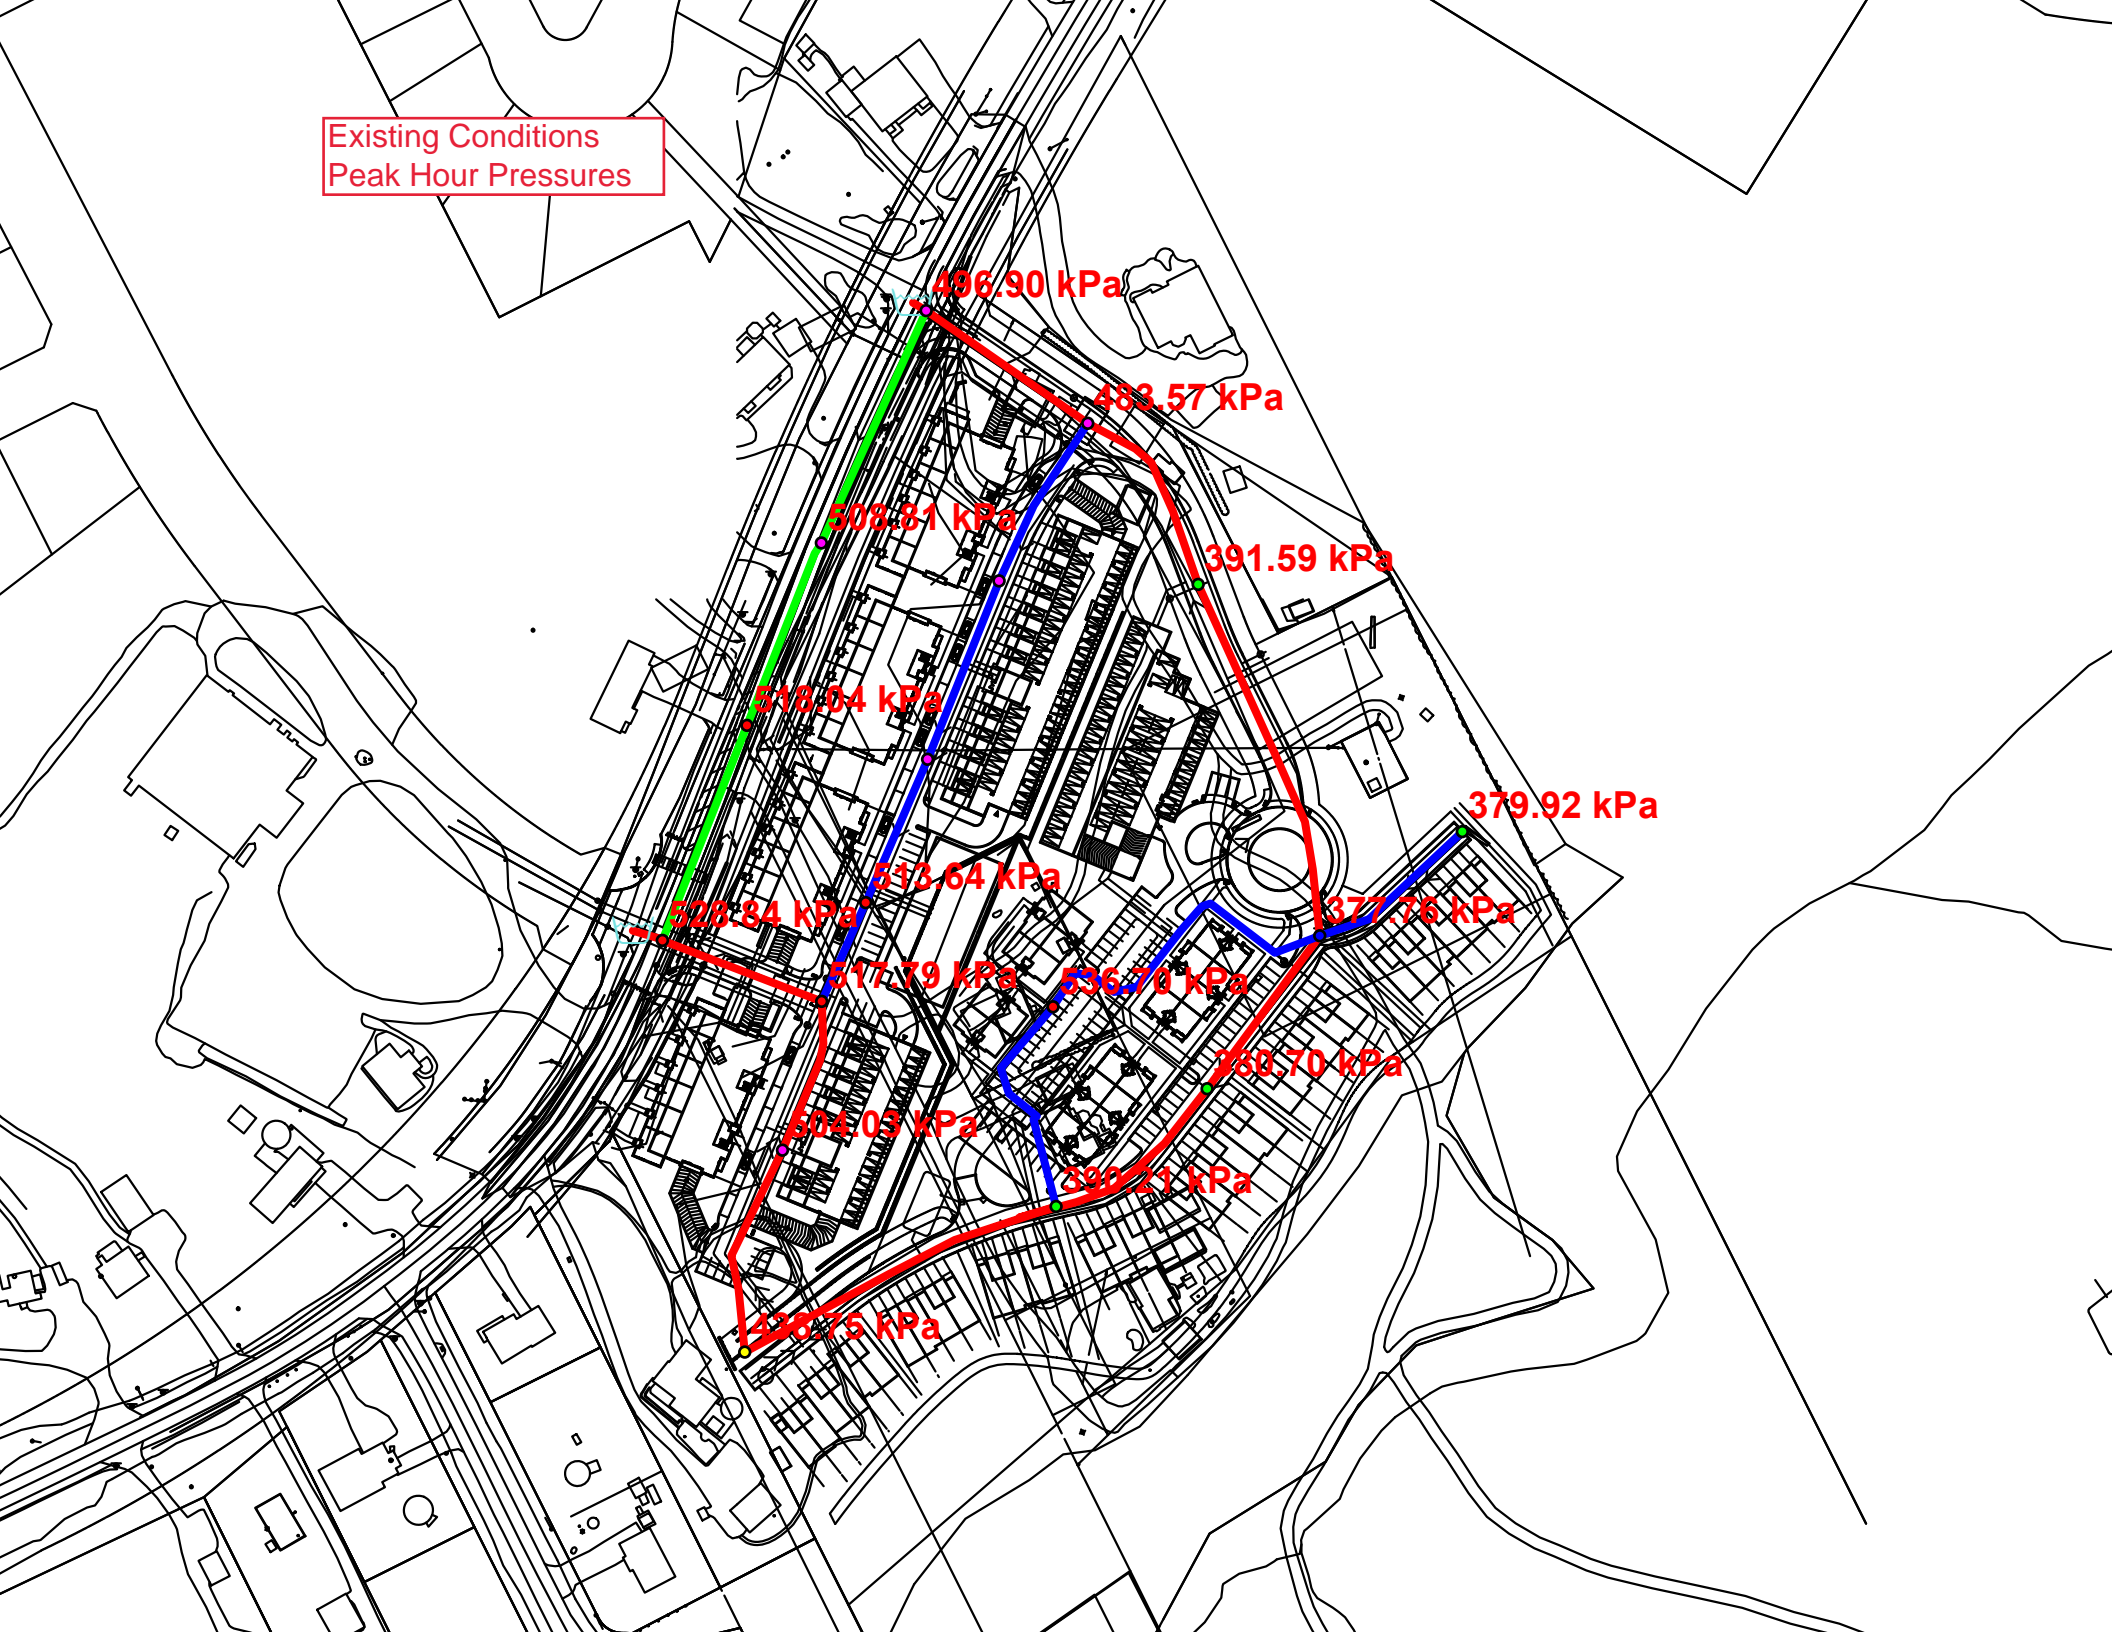 Existing Conditions
Peak Hour Pressures
496.90 kPa
483.57 kPa
508.81 kPa
391.59 kPa
518.04 kPa
379.92 kPa
513.64 kPa
528.84 kPa
377.76 kPa
517.79 kPa
536.70 kPa
380.70 kPa
504.03 kPa
390.21 kPa
kPa